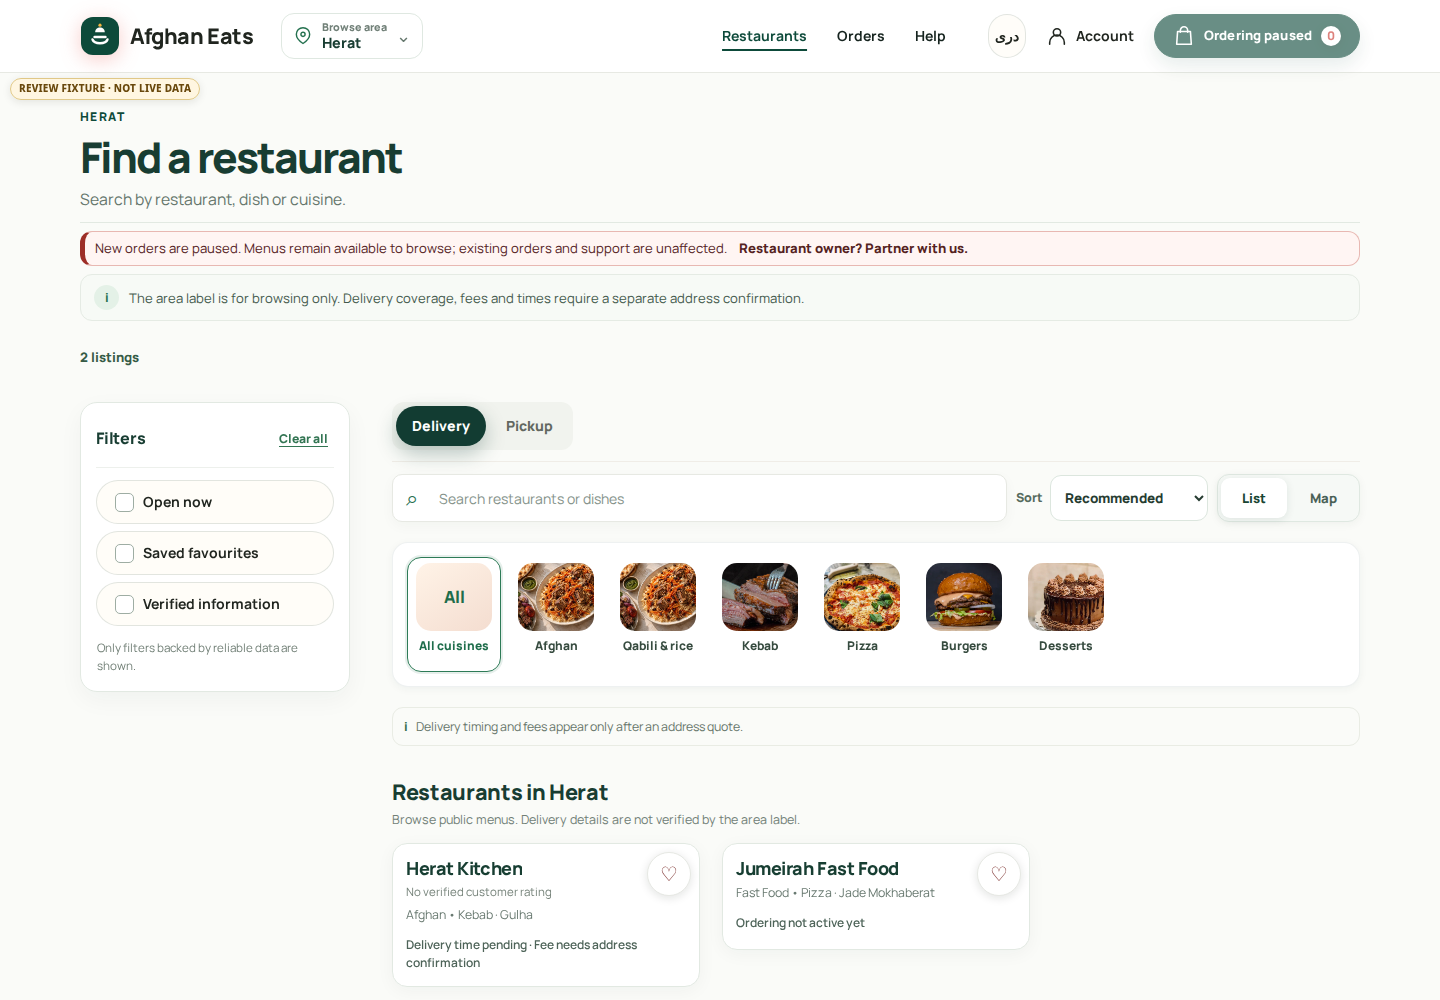 Afghan Eats
Browse area
Herat
Restaurants
Orders
Help
دری
Account
Ordering paused
0
REVIEW FIXTURE · NOT LIVE DATA
HERAT
Find a restaurant
Search by restaurant, dish or cuisine.
New orders are paused. Menus remain available to browse; existing orders and support are unaffected. Restaurant owner? Partner with us.
i
The area label is for browsing only. Delivery coverage, fees and times require a separate address confirmation.
2 listings
Filters
Clear all
Open now
Saved favourites
Verified information
Only filters backed by reliable data are
shown.
Delivery
Pickup
Search restaurants or dishes
Sort
Recommended
List
Map
All
All cuisines
Afghan
Qabili & rice
Kebab
Pizza
Burgers
Desserts
i
Delivery timing and fees appear only after an address quote.
Restaurants in Herat
Browse public menus. Delivery details are not verified by the area label.
Herat Kitchen
No verified customer rating
Afghan • Kebab · Gulha
Delivery time pending · Fee needs address
confirmation
Jumeirah Fast Food
Fast Food • Pizza · Jade Mokhaberat
Ordering not active yet